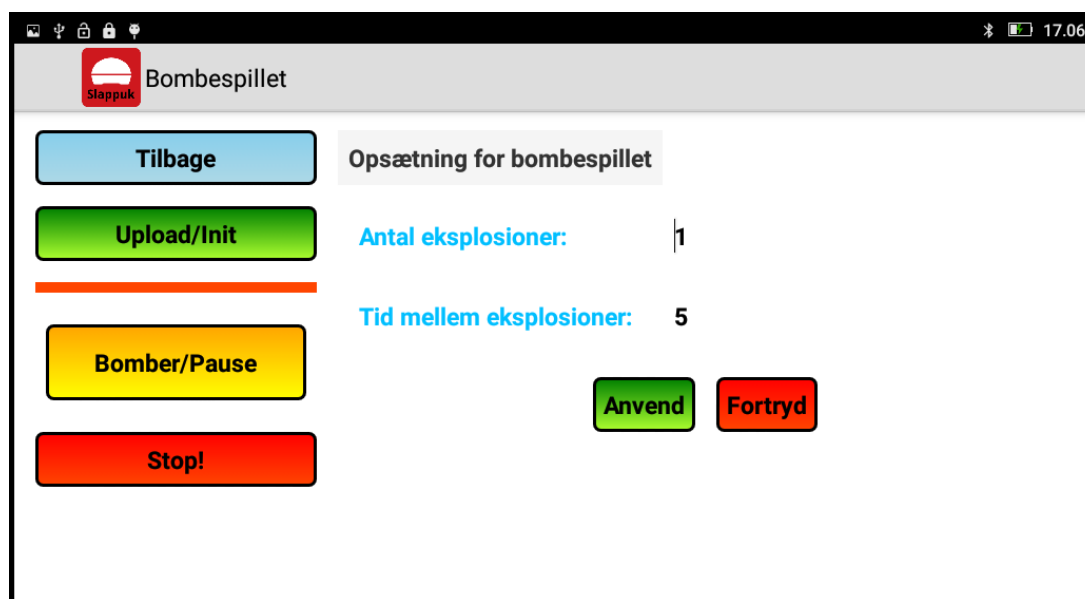 17.06
Slappuk
Bombespillet
Tilbage
Opsætning for bombespillet
Upload/Init
Antal eksplosioner: 1
Tid mellem eksplosioner: 5
Bomber/Pause
Anvend Fortryd
Stop!